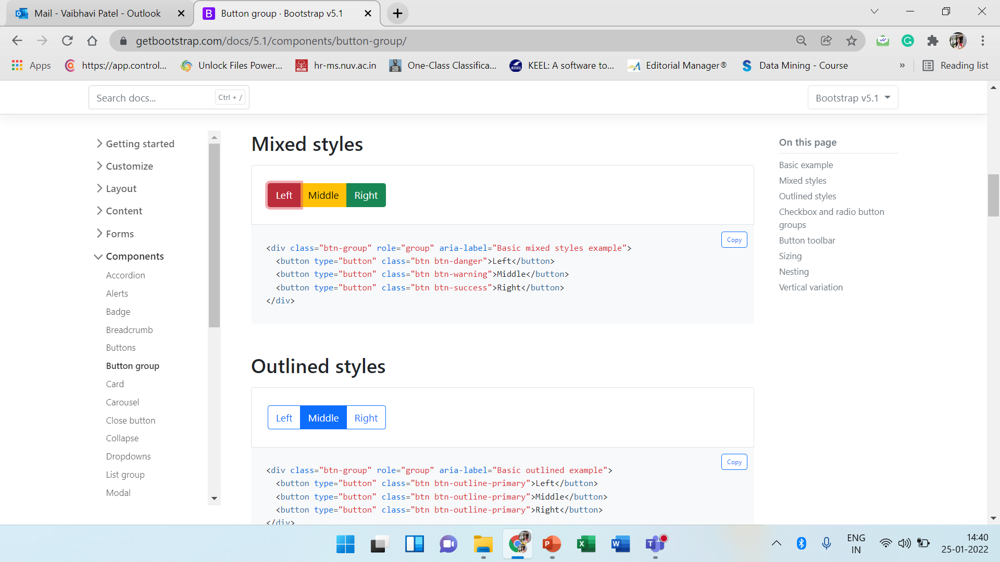 Mail - Vaibhavi Patel - Outlook
Button group · Bootstrap v5.1
getbootstrap.com/docs/5.1/components/button-group/
Apps
https://app.control...
Unlock Files Power...
hr-ms.nuv.ac.in
One-Class Classifica...
KEEL: A software to...
Editorial Manager®
Data Mining - Course
»
Reading list
Search docs...
Ctrl + /
Bootstrap v5.1
Getting started
Customize
Layout
Content
Forms
Components
Accordion
Alerts
Badge
Breadcrumb
Buttons
Button group
Card
Carousel
Close button
Collapse
Dropdowns
List group
Modal
Mixed styles
Left Middle Right
Copy
<div class="btn-group" role="group" aria-label="Basic mixed styles example">
  <button type="button" class="btn btn-danger">Left</button>
  <button type="button" class="btn btn-warning">Middle</button>
  <button type="button" class="btn btn-success">Right</button>
</div>
Outlined styles
Left Middle Right
Copy
<div class="btn-group" role="group" aria-label="Basic outlined example">
  <button type="button" class="btn btn-outline-primary">Left</button>
  <button type="button" class="btn btn-outline-primary">Middle</button>
  <button type="button" class="btn btn-outline-primary">Right</button>
</div>
On this page
Basic example
Mixed styles
Outlined styles
Checkbox and radio button
groups
Button toolbar
Sizing
Nesting
Vertical variation
ENG
IN
14:40
25-01-2022